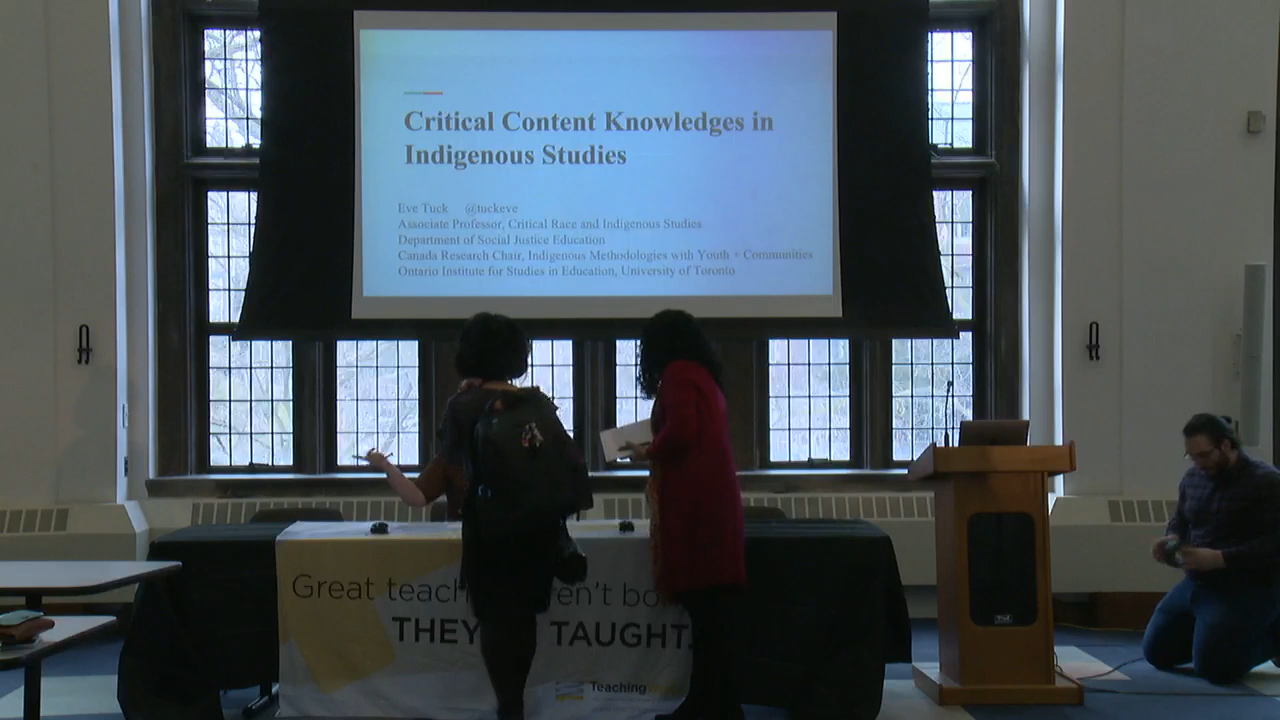 Critical Content Knowledges in
Indigenous Studies
Eve Tuck @tuckeve
Associate Professor, Critical Race and Indigenous Studies
Department of Social Justice Education
Canada Research Chair, Indigenous Methodologies with Youth + Communities
Ontario Institute for Studies in Education, University of Toronto
Great teach en't bo
THEY TAUGHT.
Teaching